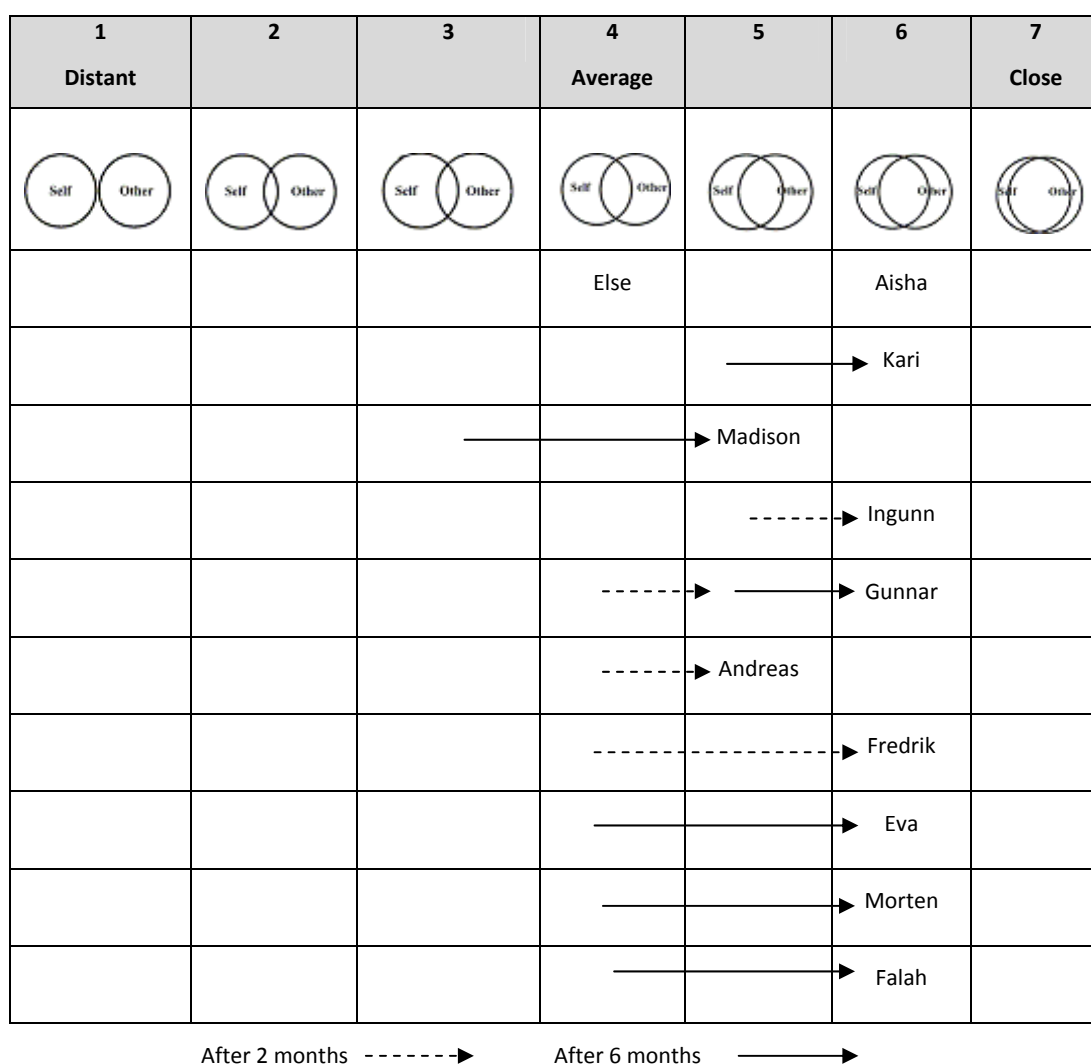 1 2 3 4 5 6 7
Distant Average Close
Self Other Self Other Self Other Self Other Self Other Self Other Self Other
Else Aisha
Kari
Madison
Ingunn
Gunnar
Andreas
Fredrik
Eva
Morten
Falah
After 2 months After 6 months